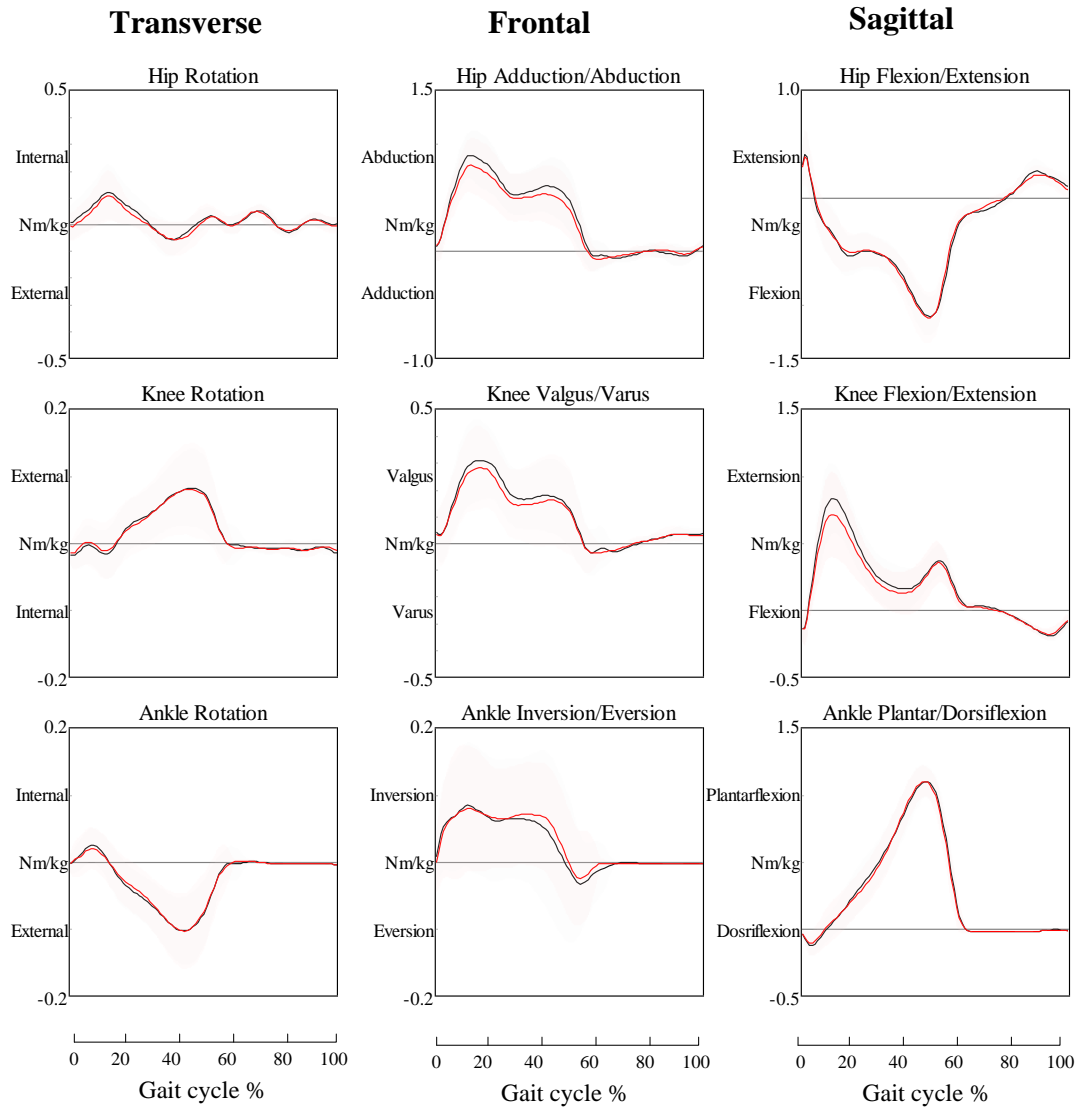 Transverse Frontal Sagittal
Hip Rotation Hip Adduction/Abduction Hip Flexion/Extension
0.5 1.5 1.0
Internal Abduction Extension
Nm/kg Nm/kg Nm/kg
External Adduction Flexion
-0.5 -1.0 -1.5
Knee Rotation Knee Valgus/Varus Knee Flexion/Extension
0.2 0.5 1.5
External Valgus Externsion
Nm/kg Nm/kg Nm/kg
Internal Varus Flexion
-0.2 -0.5 -0.5
Ankle Rotation Ankle Inversion/Eversion Ankle Plantar/Dorsiflexion
0.2 0.2 1.5
Internal Inversion Plantarflexion
Nm/kg Nm/kg Nm/kg
External Eversion Dosriflexion
-0.2 -0.2 -0.5
0 20 40 60 80 100 0 20 40 60 80 100 0 20 40 60 80 100
Gait cycle % Gait cycle % Gait cycle %